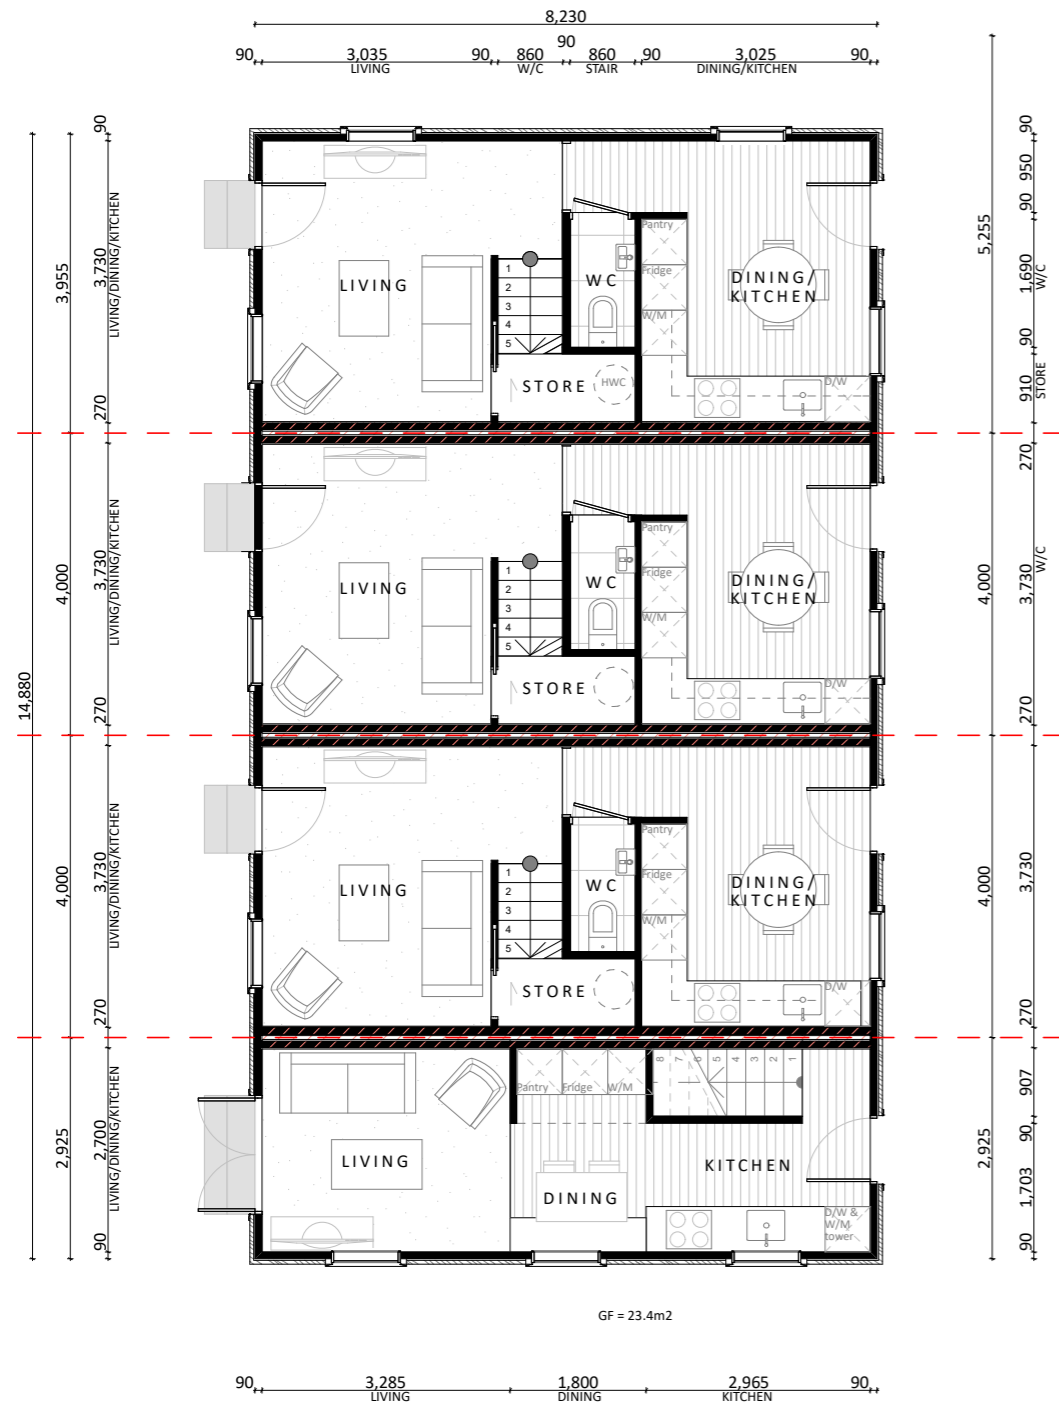 8,230
90 3,035 90 860 90 860 90 3,025 90
LIVING W/C STAIR DINING/KITCHEN
14,880
3,955
4,000
4,000
2,925
90
3,730
LIVING/DINING/KITCHEN
270
3,730
LIVING/DINING/KITCHEN
270
3,730
LIVING/DINING/KITCHEN
270
2,700
LIVING/DINING/KITCHEN
90
5,255
4,000
4,000
2,925
90
950
90
1,690
W/C
90
910
STORE
270
3,730
W/C
270
3,730
270
907
90
1,703
90
LIVING
1
2
3
4
5
WC
Pantry
Fridge
W/M
DINING/
KITCHEN
STORE
HWC
D/W
LIVING
1
2
3
4
5
WC
Pantry
Fridge
W/M
DINING/
KITCHEN
STORE
D/W
LIVING
1
2
3
4
5
WC
Pantry
Fridge
W/M
DINING/
KITCHEN
STORE
D/W
Pantry Fridge W/M
8 7 6 5 4 3 2 1
LIVING
DINING
KITCHEN
D/W &
W/M
tower
GF = 23.4m2
90 3,285 1,800 2,965 90
LIVING DINING KITCHEN